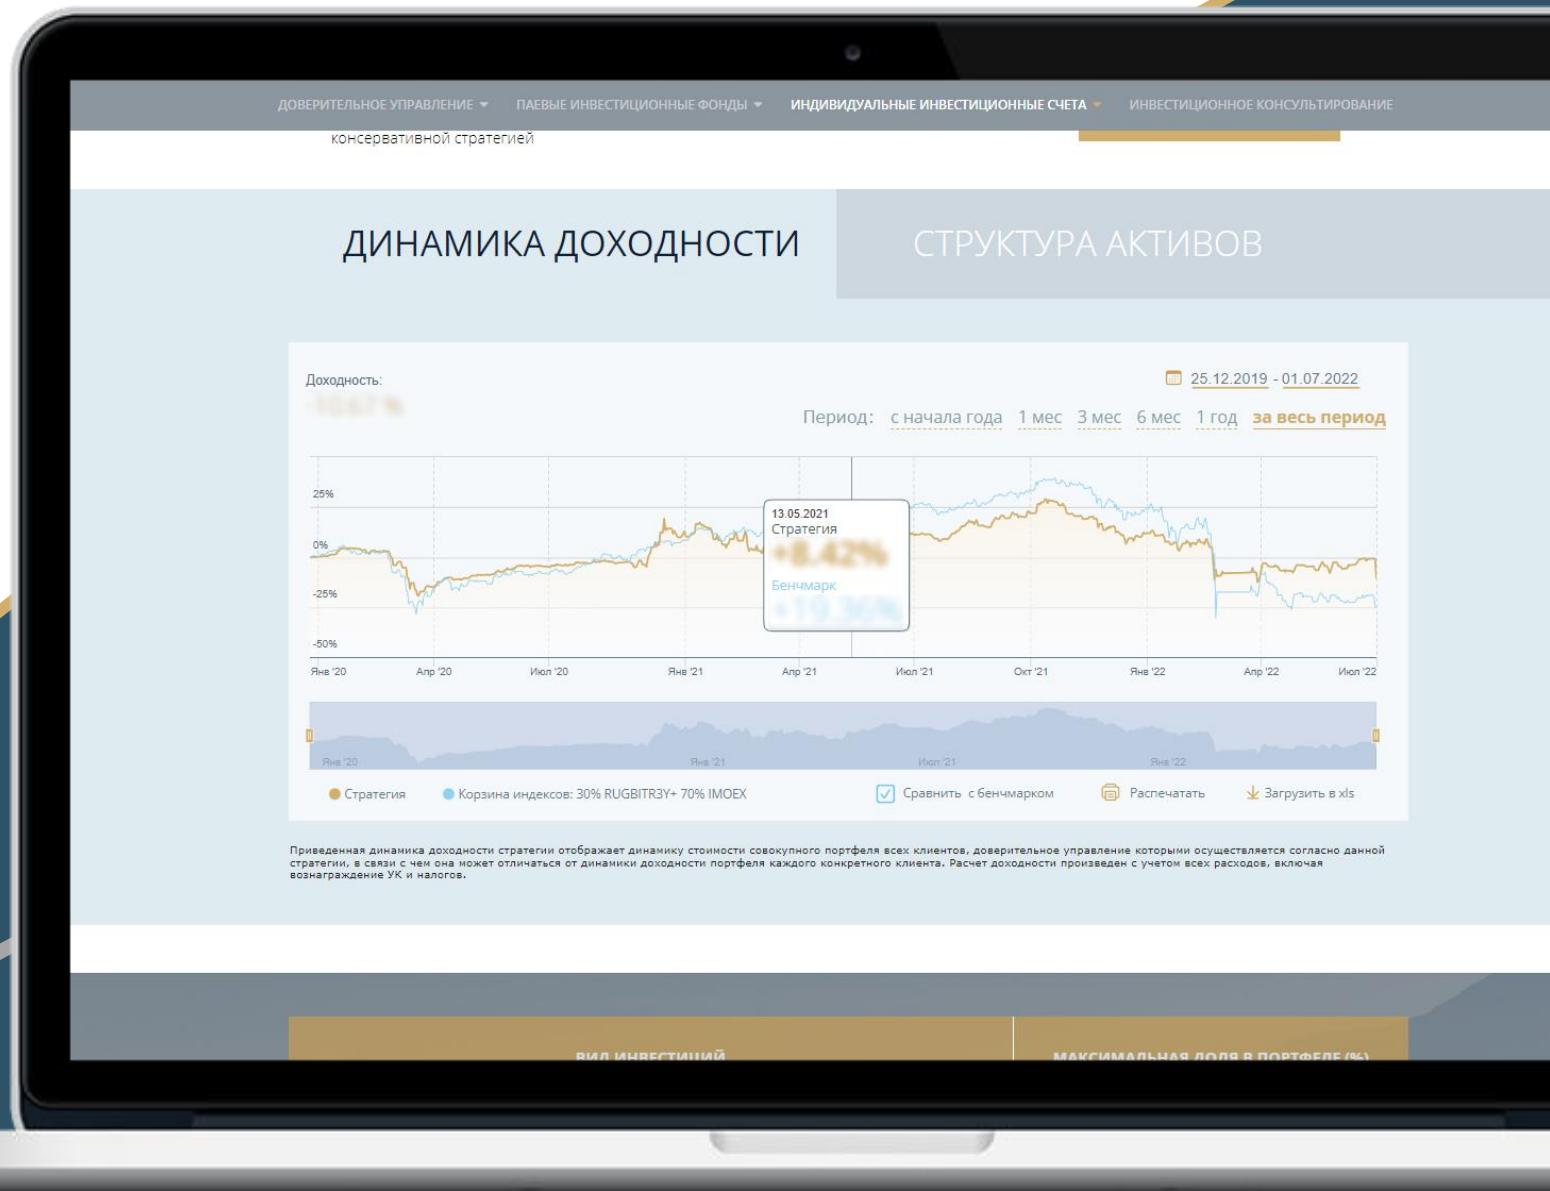 ДОВЕРИТЕЛЬНОЕ УПРАВЛЕНИЕ ПАЕВЫЕ ИНВЕСТИЦИОННЫЕ ФОНДЫ ИНДИВИДУАЛЬНЫЕ ИНВЕСТИЦИОННЫЕ СЧЕТА ИНВЕСТИЦИОННОЕ КОНСУЛЬТИРОВАНИЕ
консервативной стратегией
ДИНАМИКА ДОХОДНОСТИ СТРУКТУРА АКТИВОВ
Доходность:
25.12.2019 - 01.07.2022
Период: с начала года 1 мес 3 мес 6 мес 1 год за весь период
25%
0%
-25%
-50%
13.05.2021
Стратегия
+8.42%
Бенчмарк
+19.36%
Янв '20 Апр '20 Июл '20 Янв '21 Апр '21 Июл '21 Окт '21 Янв '22 Апр '22 Июл '22
Янв '20 Янв '21 Июл '21 Янв '22
Стратегия Корзина индексов: 30% RUGBITR3Y+ 70% IMOEX Сравнить с бенчмарком Распечатать Загрузить в xls
Приведенная динамика доходности стратегии отображает динамику стоимости совокупного портфеля всех клиентов, доверительное управление которыми осуществляется согласно данной
стратегии, в связи с чем она может отличаться от динамики доходности портфеля каждого конкретного клиента. Расчет доходности произведен с учетом всех расходов, включая
вознаграждение УК и налогов.
ВИД ИНВЕСТИЦИЙ МАКСИМАЛЬНАЯ ДОЛЯ В ПОРТФЕЛЕ (%)